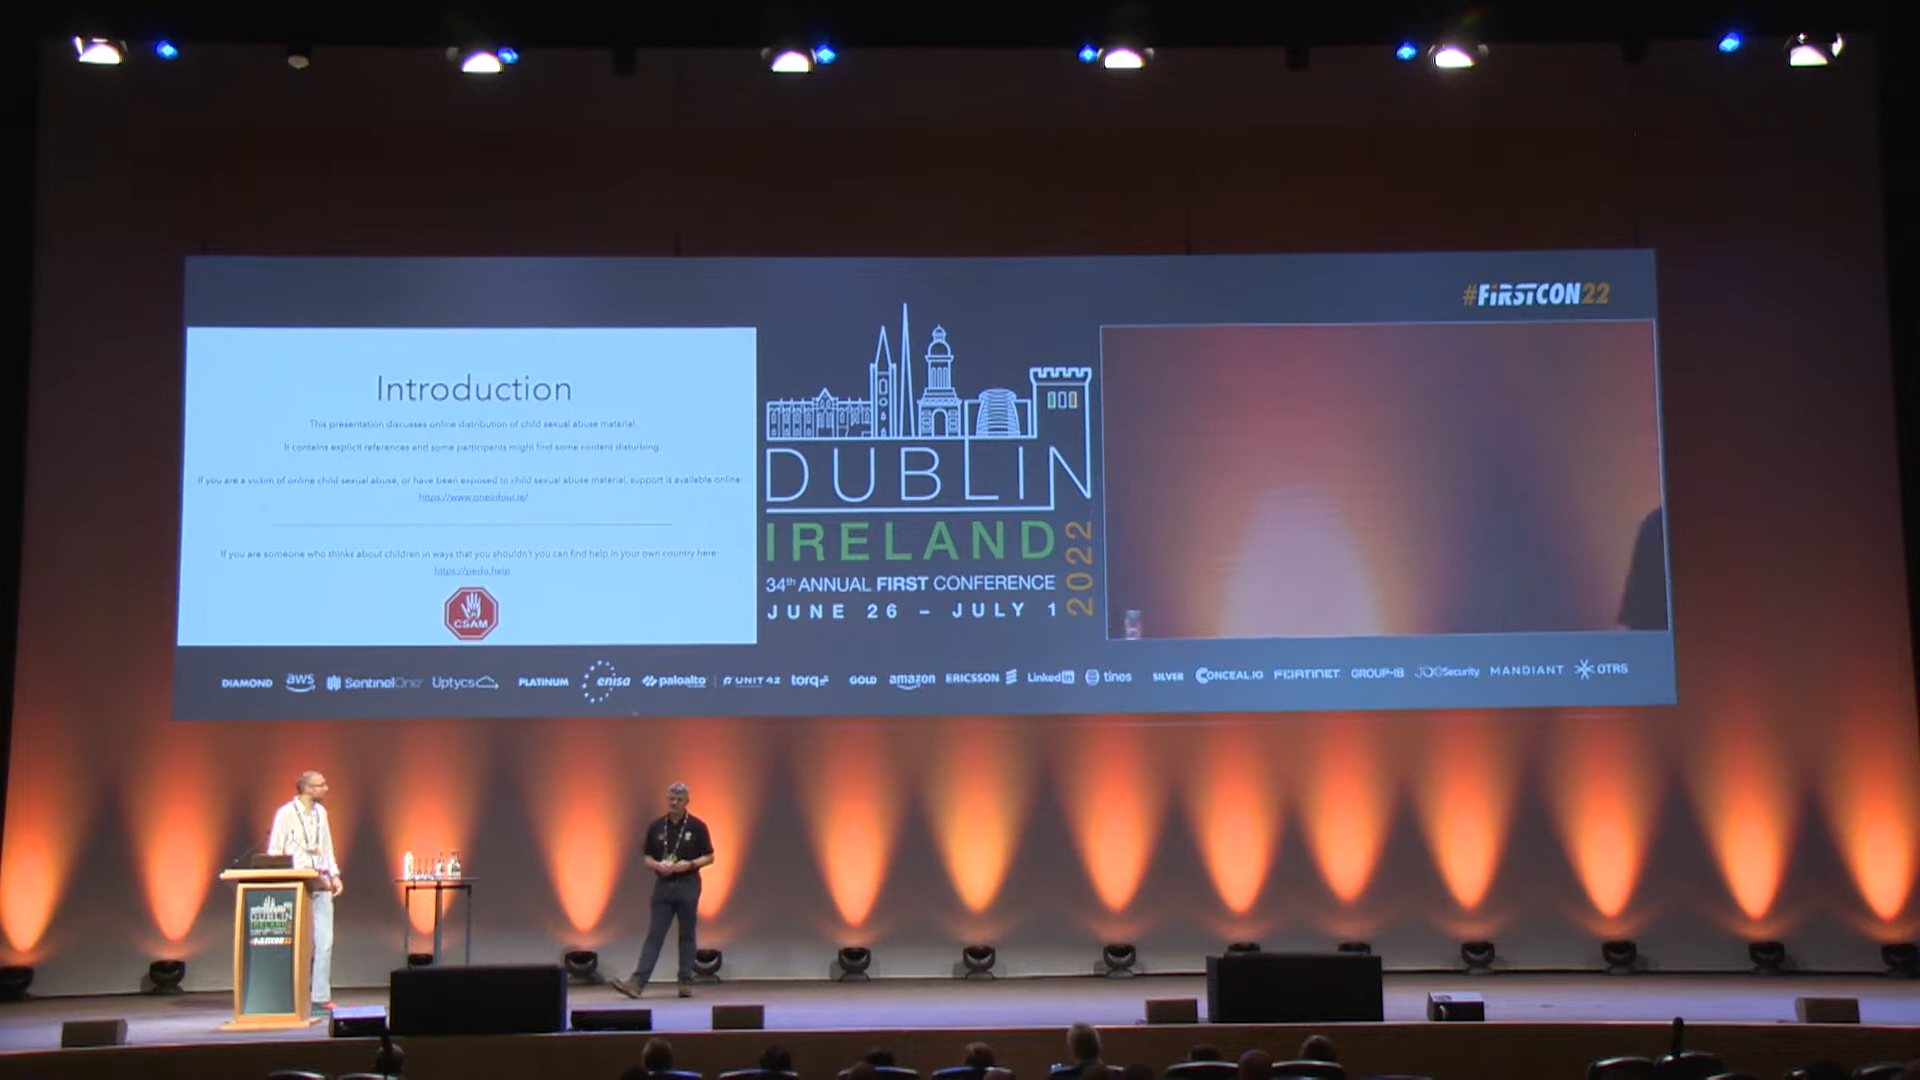 #FiRSTCON22
Introduction
This presentation discusses online distribution of child sexual abuse material.
It contains explicit references and some participants might find some content disturbing.
If you are a victim of online child sexual abuse, or have been exposed to child sexual abuse material, support is available online:
https://www.oneinfour.ie/
If you are someone who thinks about children in ways that you shouldn't you can find help in your own country here:
https://pedo.help
CSAM
DUBLIN
IRELAND
2022
34th ANNUAL FIRST CONFERENCE
JUNE 26 – JULY 1
DIAMOND aws SentinelOne Uptycs PLATINUM enisa paloalto UNIT 42 torq GOLD amazon ERICSSON LinkedIn tines SILVER CONCEAL.IO FORTINET GROUP-IB JOESecurity MANDIANT OTRS
DUBLIN
IRELAND
#FiRSTCON22